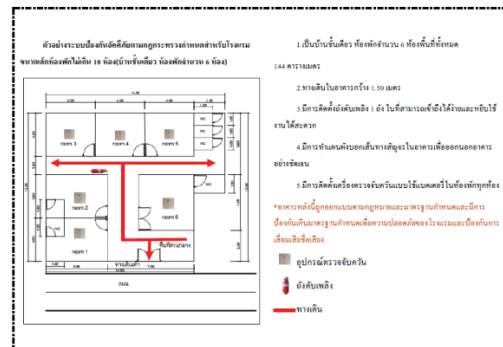 ตัวอย่างระบบป้องกันอัคคีภัยตามกฎกระทรวงกำหนดสำหรับโรงแรม
ขนาดเล็กห้องพักไม่เกิน 10 ห้อง(บ้านชั้นเดียว ห้องพักจำนวน 6 ห้อง)
room 3
room 4
room 5
room 2
room 6
room 1
พื้นที่ส่วนกลาง
ทางเดินเท้า
ถนน
1.เป็นบ้านชั้นเดียว ห้องพักจำนวน 6 ห้องพื้นที่ทั้งหมด
144 ตารางเมตร
2.ทางเดินในอาคารกว้าง 1.50 เมตร
3.มีการติดตั้งถังดับเพลิง 1 ถัง ในที่สามารถเข้าถึงได้ง่ายและหยิบใช้
งานได้สะดวก
4.มีการทำแผนผังบอกเส้นทางสัญจรในอาคารเพื่อออกนอกอาคาร
อย่างชัดเจน
5.มีการติดตั้งเครื่องตรวจจับควันแบบใช้แบตเตอรี่ในห้องพักทุกห้อง
*อาคารหลังนี้ถูกออกแบบตามกฎหมายและมาตรฐานกำหนดและมีการ
ป้องกันเกินมาตรฐานกำหนดเพื่อความปลอดภัยของโรงแรมและป้องกันการ
เสื่อมเสียชื่อเสียง
อุปกรณ์ตรวจจับควัน
ถังดับเพลิง
ทางเดิน